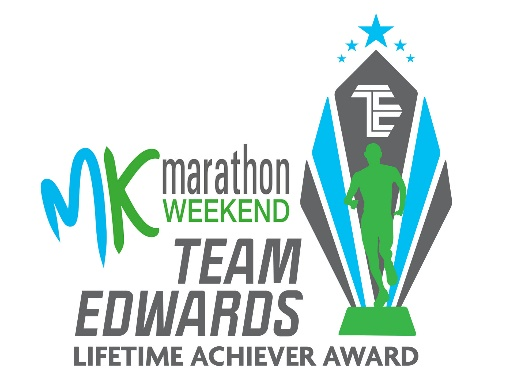 TE
MK marathon
WEEKEND
TEAM
EDWARDS
LIFETIME ACHIEVER AWARD